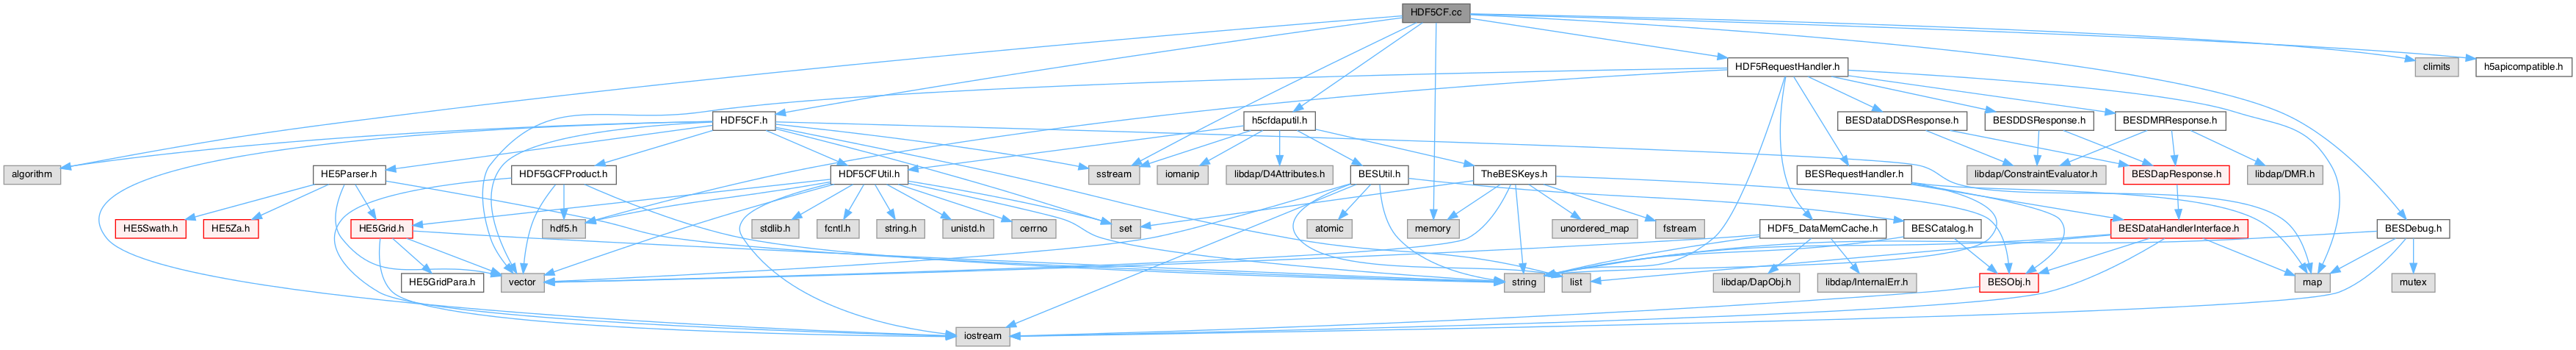 HDF5CF.cc
HDF5RequestHandler.h
climits
h5apicompatible.h
HDF5CF.h
h5cfdaputil.h
BESDataDDSResponse.h
BESDDSResponse.h
BESDMRResponse.h
algorithm
HE5Parser.h
HDF5GCFProduct.h
HDF5CFUtil.h
sstream
iomanip
libdap/D4Attributes.h
BESUtil.h
TheBESKeys.h
BESRequestHandler.h
libdap/ConstraintEvaluator.h
BESDapResponse.h
libdap/DMR.h
HE5Swath.h
HE5Za.h
HE5Grid.h
hdf5.h
stdlib.h
fcntl.h
string.h
unistd.h
cerrno
set
atomic
memory
unordered_map
fstream
HDF5_DataMemCache.h
BESCatalog.h
BESDataHandlerInterface.h
BESDebug.h
HE5GridPara.h
vector
string
list
libdap/DapObj.h
libdap/InternalErr.h
BESObj.h
map
mutex
iostream